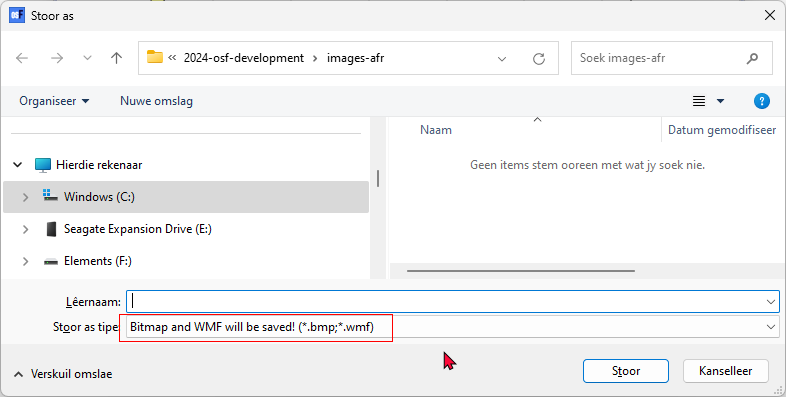 Stoor as
2024-osf-development > images-afr
Soek images-afr
Organiseer
Nuwe omslag
Naam
Datum gemodifiseer
Hierdie rekenaar
Geen items stem ooreen met wat jy soek nie.
Windows (C:)
Seagate Expansion Drive (E:)
Elements (F:)
Lêernaam:
Stoor as tipe:
Bitmap and WMF will be saved! (*.bmp;*.wmf)
Verskuil omslae
Stoor
Kanselleer